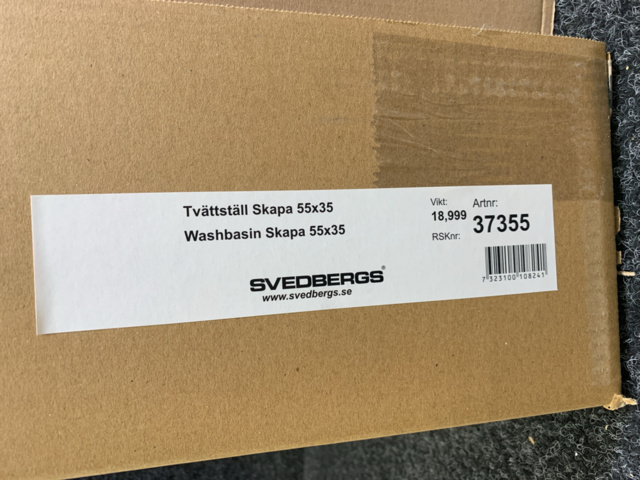 Tvättställ Skapa 55x35
Washbasin Skapa 55x35
SVEDBERGS®
www.svedbergs.se
Vikt: Artnr:
18,999 37355
RSKnr:
7 323100 108241